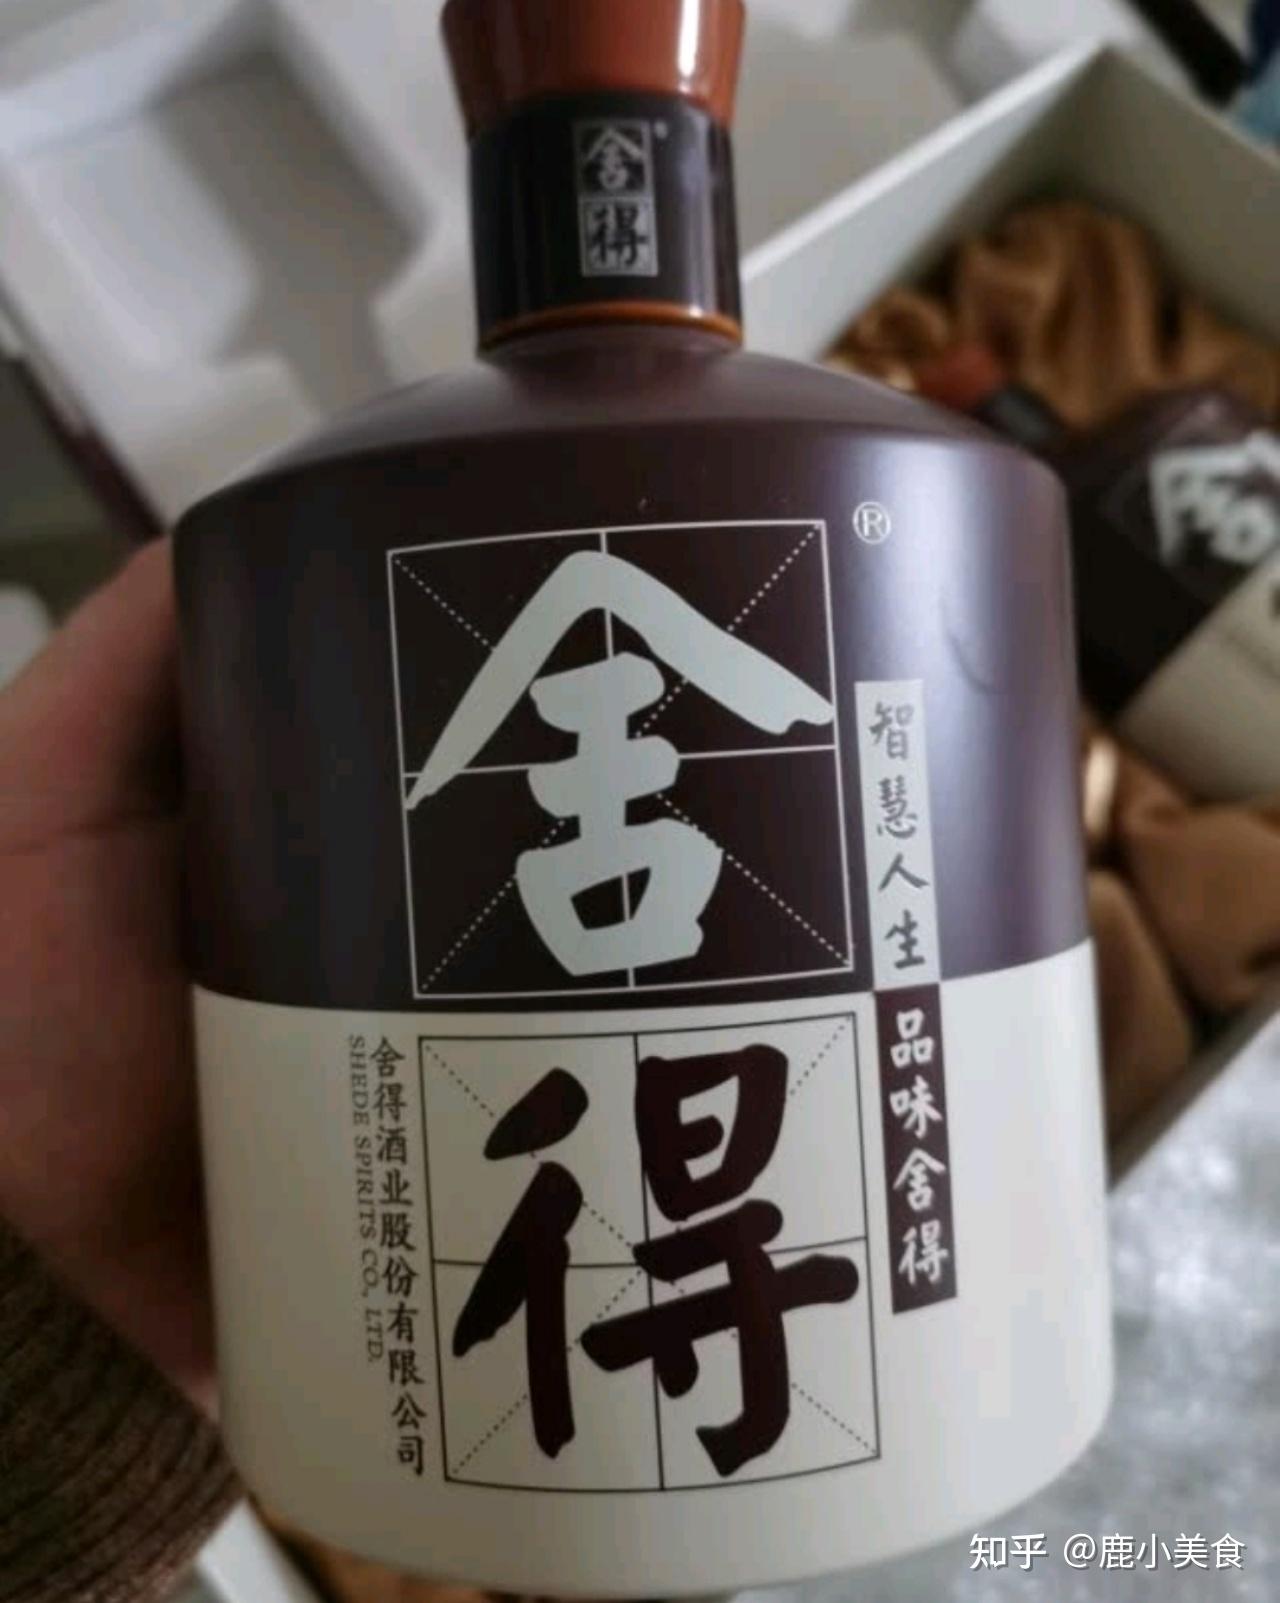 舍得
舍得
®
智慧人生
品味舍得
舍得酒业股份有限公司
SHEDE SPIRITS CO., LTD.
知乎 @鹿小美食